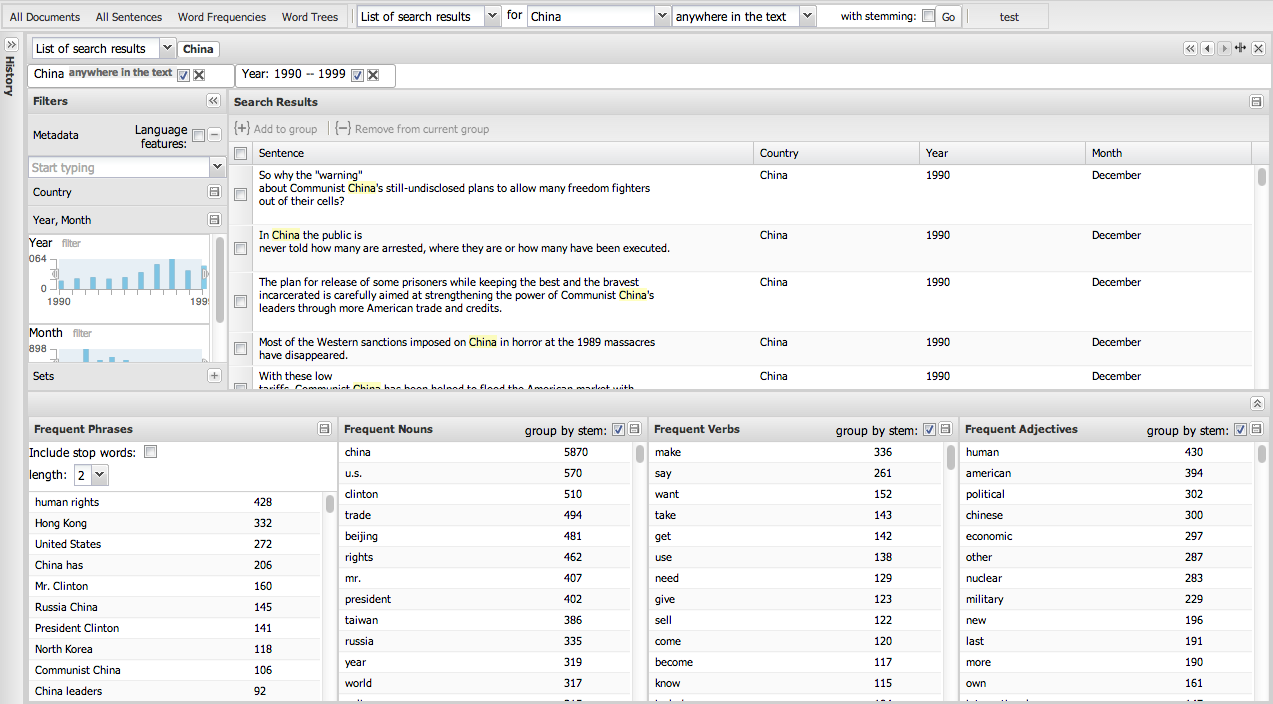 All Documents All Sentences Word Frequencies Word Trees List of search results for China anywhere in the text with stemming: Go test
History
List of search results China
China anywhere in the text Year: 1990 -- 1999
Filters
Metadata Language features:
Start typing
Country
Year, Month
Year filter
064
0
1990 199
Month filter
898
Sets
Search Results
{+} Add to group {−} Remove from current group
Sentence Country Year Month
So why the "warning" China 1990 December
about Communist China's still-undisclosed plans to allow many freedom fighters
out of their cells?
In China the public is China 1990 December
never told how many are arrested, where they are or how many have been executed.
The plan for release of some prisoners while keeping the best and the bravest China 1990 December
incarcerated is carefully aimed at strengthening the power of Communist China's
leaders through more American trade and credits.
Most of the Western sanctions imposed on China in horror at the 1989 massacres China 1990 December
have disappeared.
With these low China 1990 December
tariffs, Communist China has been helped to flood the American market with
Frequent Phrases
Include stop words:
length: 2
human rights 428
Hong Kong 332
United States 272
China has 206
Mr. Clinton 160
Russia China 145
President Clinton 141
North Korea 118
Communist China 106
China leaders 92
Frequent Nouns group by stem:
china 5870
u.s. 570
clinton 510
trade 494
beijing 481
rights 462
mr. 407
president 402
taiwan 386
russia 335
year 319
world 317
Frequent Verbs group by stem:
make 336
say 261
want 152
take 143
get 142
use 138
need 129
give 123
sell 122
come 120
become 117
know 115
Frequent Adjectives group by stem:
human 430
american 394
political 302
chinese 300
economic 297
other 287
nuclear 283
military 229
new 196
last 191
more 190
own 161